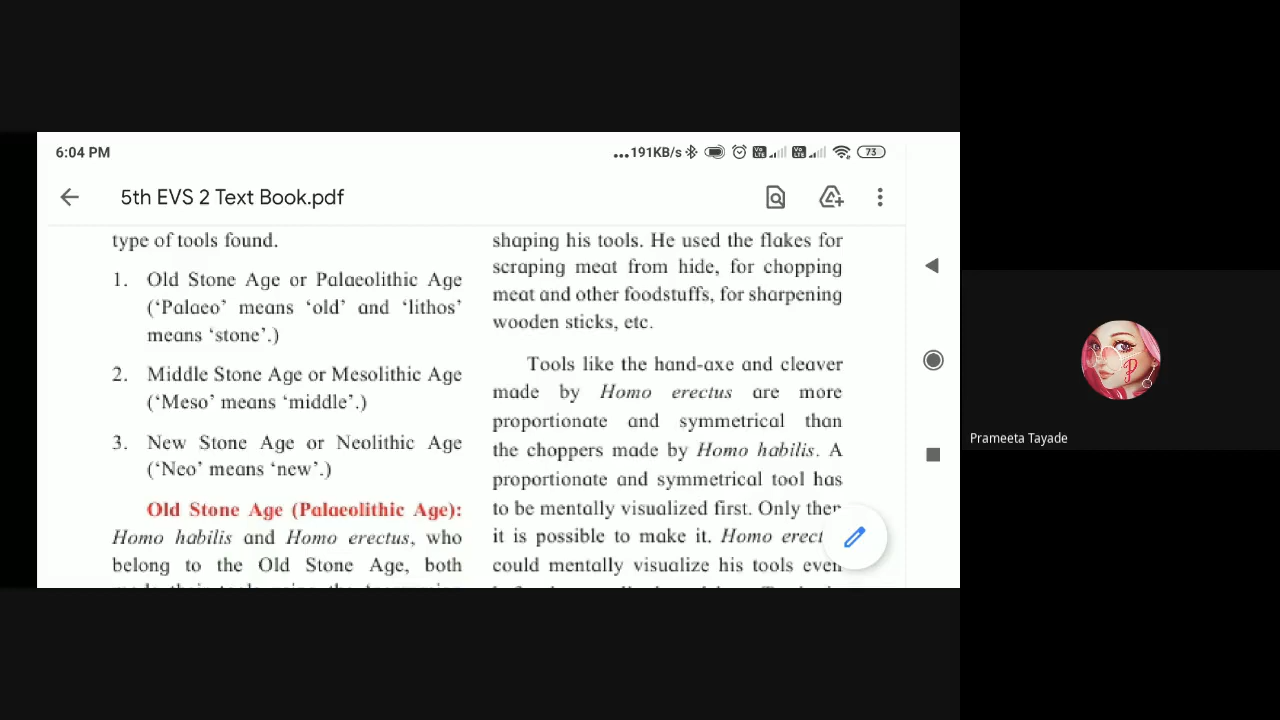 6:04 PM
...191KB/s
73
5th EVS 2 Text Book.pdf
type of tools found.
1. Old Stone Age or Palaeolithic Age
(‘Palaeo’ means ‘old’ and ‘lithos’
means ‘stone’.)
2. Middle Stone Age or Mesolithic Age
(‘Meso’ means ‘middle’.)
3. New Stone Age or Neolithic Age
(‘Neo’ means ‘new’.)
Old Stone Age (Palaeolithic Age):
Homo habilis and Homo erectus, who
belong to the Old Stone Age, both
shaping his tools. He used the flakes for
scraping meat from hide, for chopping
meat and other foodstuffs, for sharpening
wooden sticks, etc.
Tools like the hand-axe and cleaver
made by Homo erectus are more
proportionate and symmetrical than
the choppers made by Homo habilis. A
proportionate and symmetrical tool has
to be mentally visualized first. Only then
it is possible to make it. Homo erect
could mentally visualize his tools even
P
Prameeta Tayade